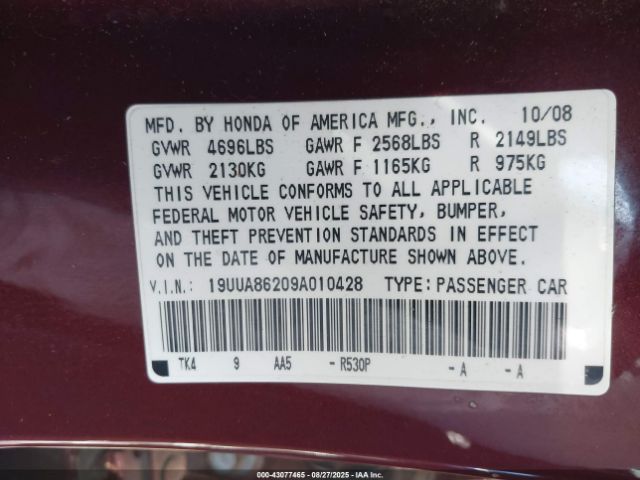 MFD. BY HONDA OF AMERICA MFG., INC. 10/08
GVWR 4696LBS GAWR F 2568LBS R 2149LBS
GVWR 2130KG GAWR F 1165KG R 975KG
THIS VEHICLE CONFORMS TO ALL APPLICABLE
FEDERAL MOTOR VEHICLE SAFETY, BUMPER,
AND THEFT PREVENTION STANDARDS IN EFFECT
ON THE DATE OF MANUFACTURE SHOWN ABOVE.
V.I.N.: 19UUA86209A010428 TYPE: PASSENGER CAR
TK4 9 AA5 - R530P - A - A
000-43077465 - 08/27/2025 - IAAI.COM